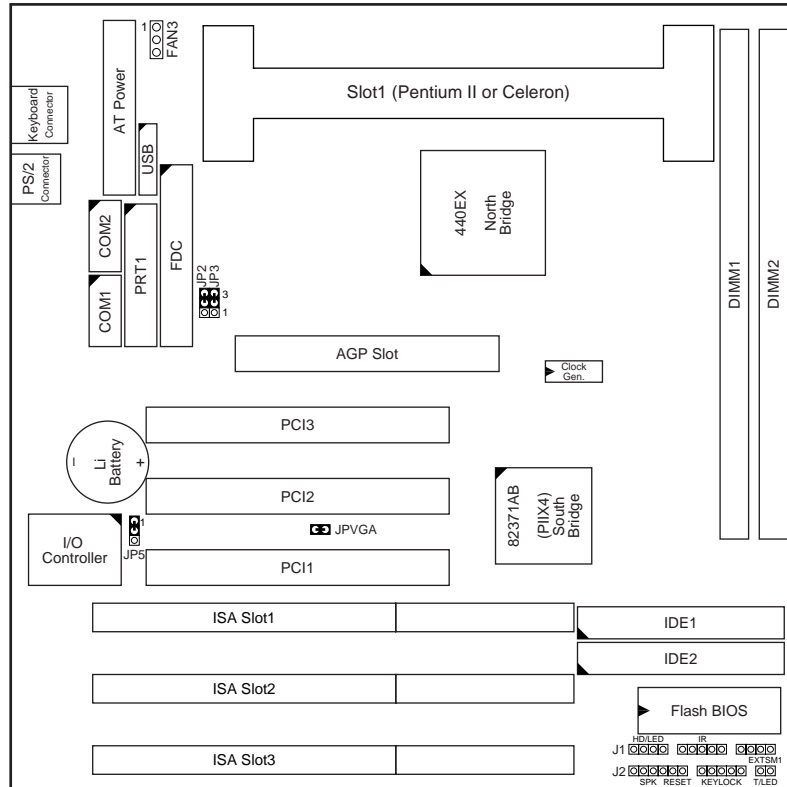 1
FAN3
AT Power
Slot1 (Pentium II or Celeron)
Keyboard
Connector
PS/2
Connector
USB
COM2
COM1
PRT1
FDC
JP2
JP3
3
1
440EX
North
Bridge
DIMM1
DIMM2
AGP Slot
Clock
Gen.
PCI3
–
Li
Battery
+
PCI2
82371AB
(PIIX4)
South
Bridge
I/O
Controller
1
JP5
JPVGA
PCI1
ISA Slot1
IDE1
IDE2
ISA Slot2
Flash BIOS
HD/LED
IR
J1
EXTSM1
ISA Slot3
J2
SPK
RESET
KEYLOCK
T/LED